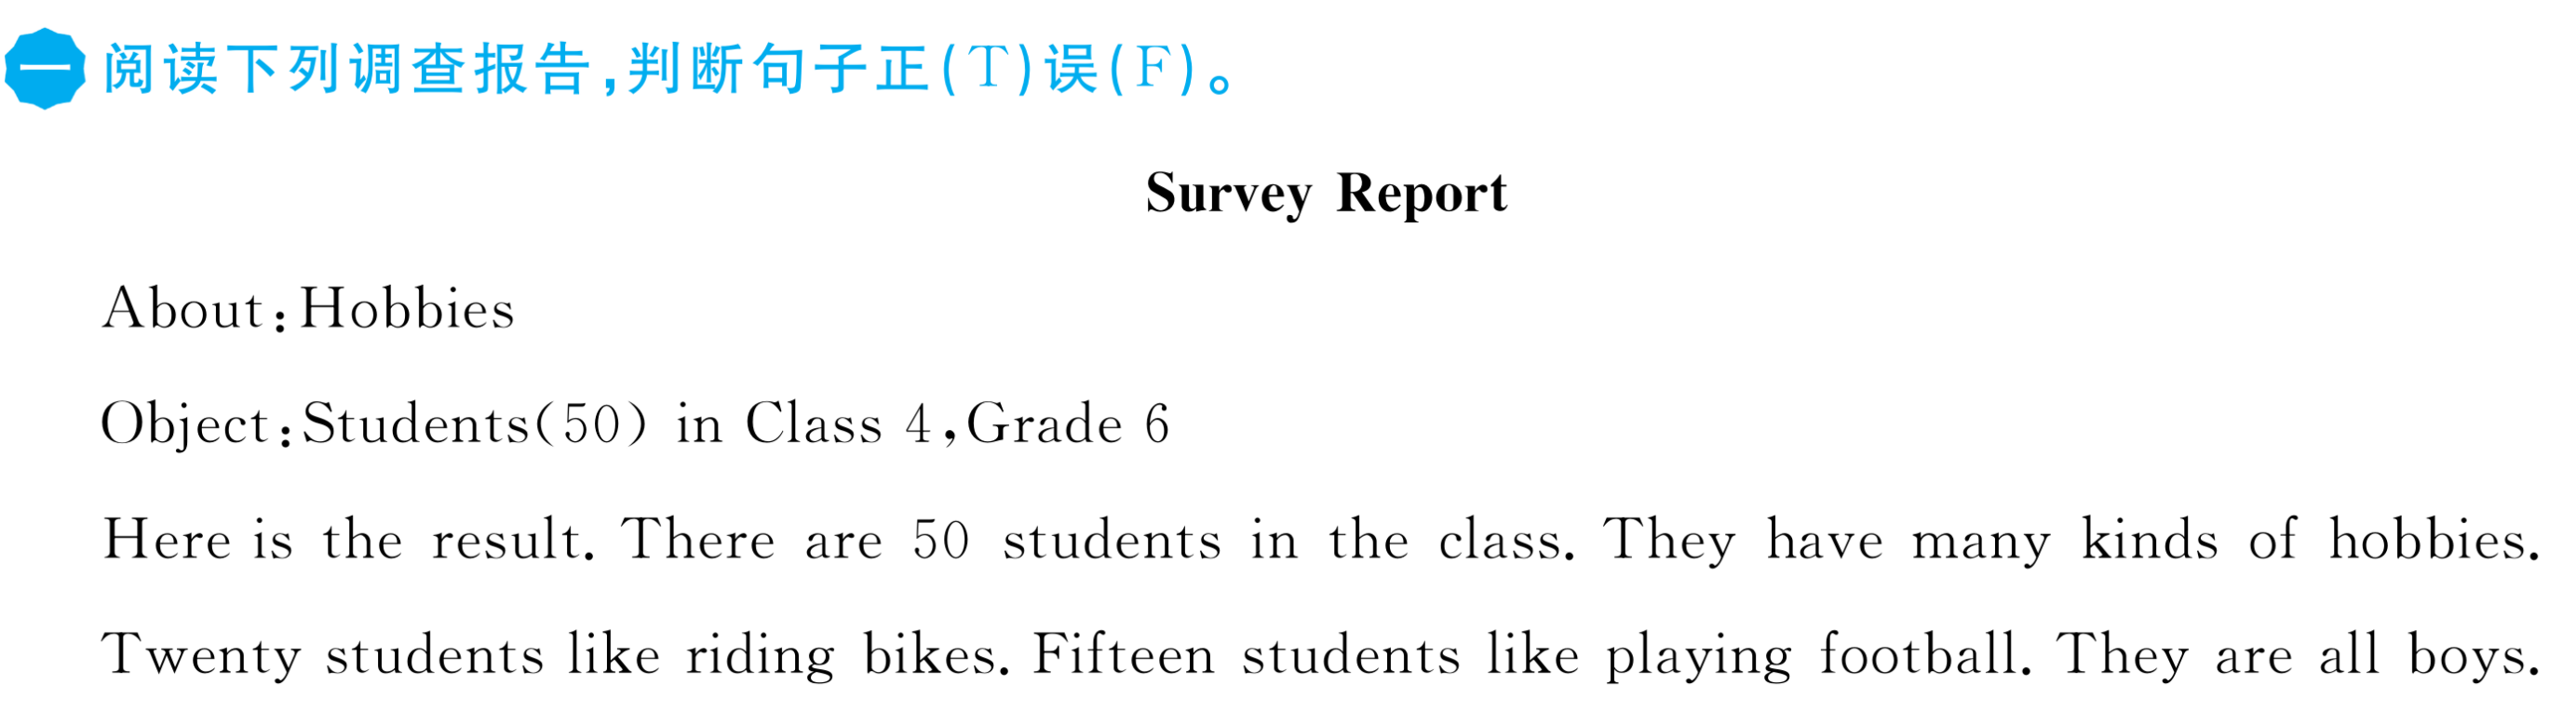 一 阅读下列调查报告,判断句子正(T)误(F)。
Survey Report
About:Hobbies
Object:Students(50) in Class 4,Grade 6
Here is the result. There are 50 students in the class. They have many kinds of hobbies.
Twenty students like riding bikes. Fifteen students like playing football. They are all boys.